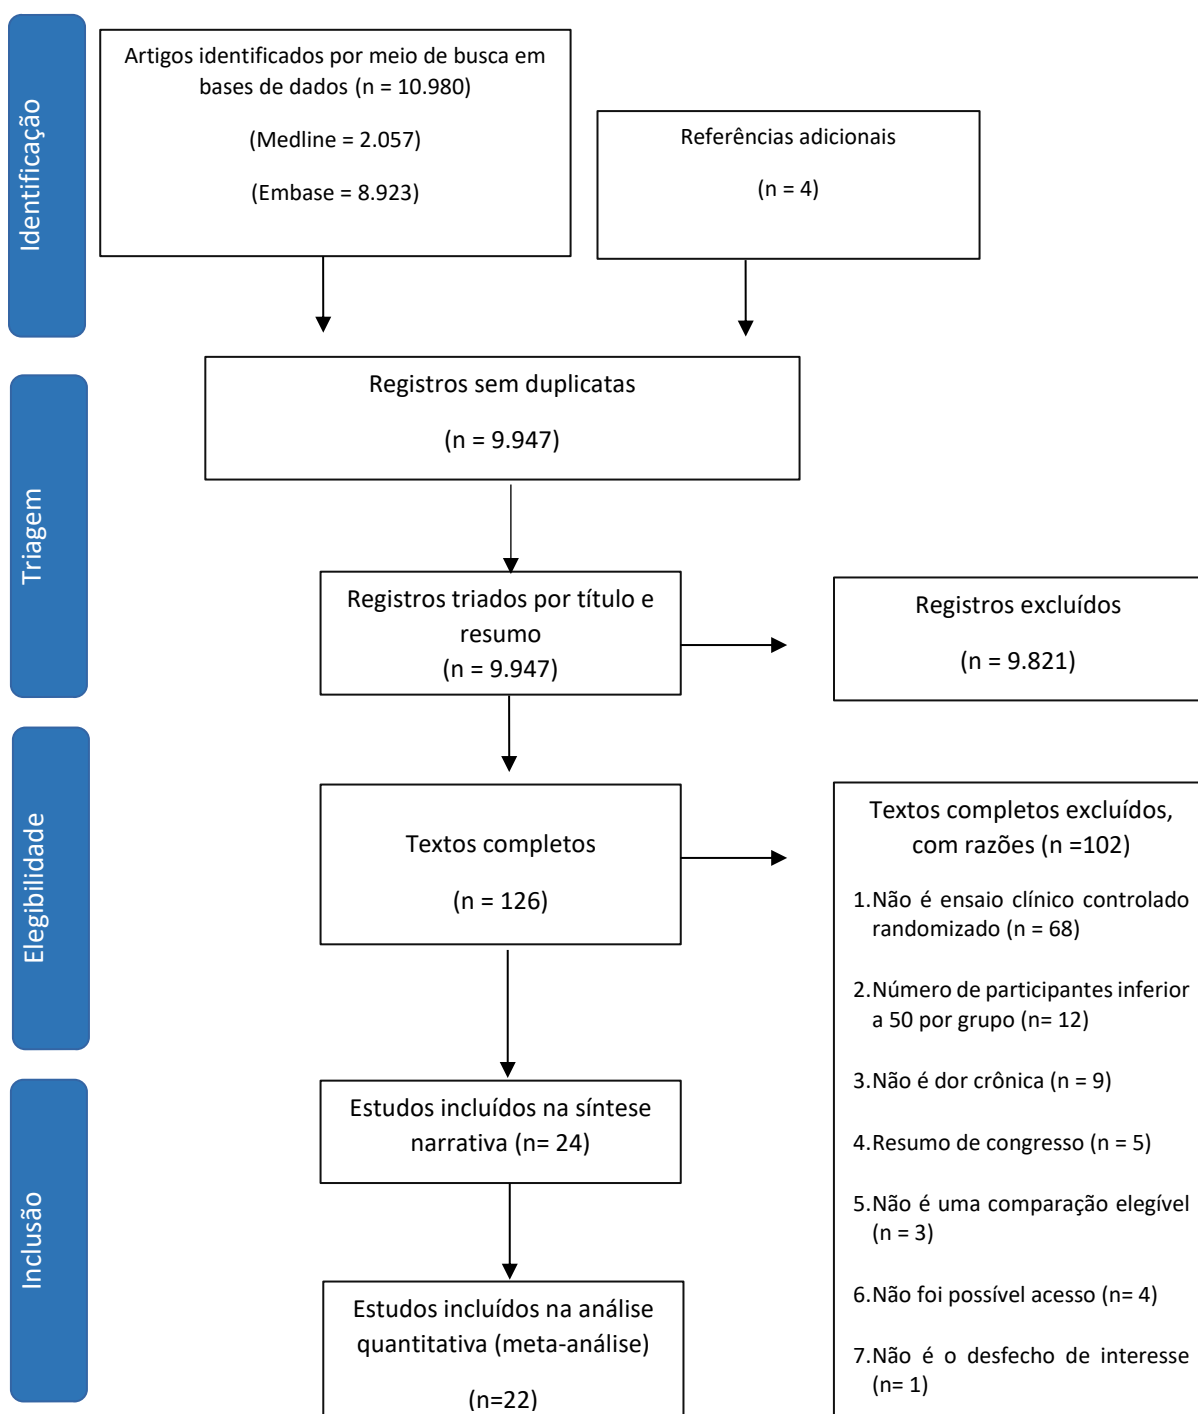 Identificação
Artigos identificados por meio de busca em
bases de dados (n = 10.980)
(Medline = 2.057)
(Embase = 8.923)
Referências adicionais
(n = 4)
Triagem
Registros sem duplicatas
(n = 9.947)
Registros triados por título e
resumo
(n = 9.947)
Registros excluídos
(n = 9.821)
Elegibilidade
Textos completos
(n = 126)
Textos completos excluídos,
com razões (n =102)
1.Não é ensaio clínico controlado
randomizado (n = 68)
2.Número de participantes inferior
a 50 por grupo (n= 12)
3.Não é dor crônica (n = 9)
4.Resumo de congresso (n = 5)
5.Não é uma comparação elegível
(n = 3)
6.Não foi possível acesso (n= 4)
7.Não é o desfecho de interesse
(n= 1)
Inclusão
Estudos incluídos na síntese
narrativa (n= 24)
Estudos incluídos na análise
quantitativa (meta-análise)
(n=22)